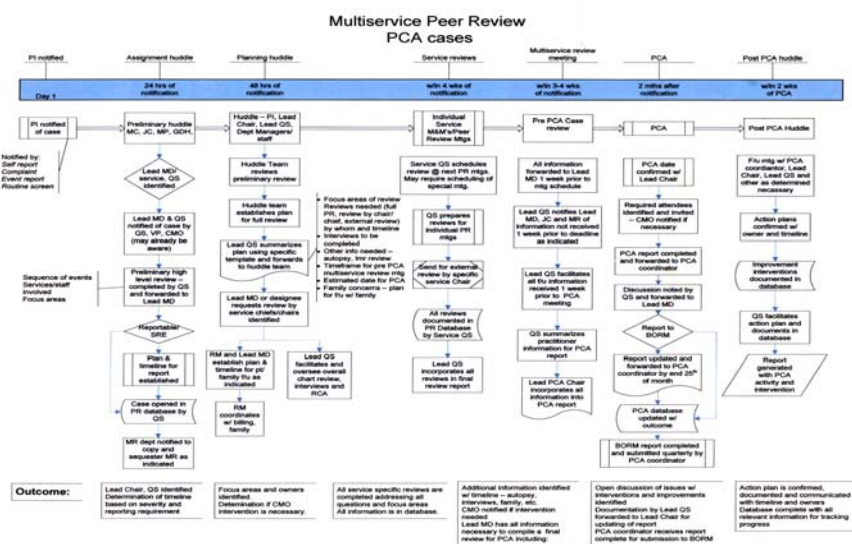 Multiservice Peer Review
PCA cases
PI notified
Assignment huddle
Planning huddle
Service reviews
Multiservice review
meeting
PCA
Post PCA huddle
Day 1
24 hrs of
notification
48 hrs of
notification
w/in 4 wks of
notification
w/in 3-4 wks
of notification
2 mths after
notification
w/in 2 wks
of PCA
PI notified
of case
Notified by:
Self report
Complaint
Event report
Routine screen
Preliminary huddle
MC, JC, MP, GDH,
Lead MD/
service, QS
identified
Lead MD & QS
notified of case by
QS, VP, CMO
(may already be
aware)
Sequence of events
Services/staff
involved
Focus areas
Preliminary high
level review –
completed by QS
and forwarded to
Lead MD
Reportable/
SRE
Plan &
timeline for
report
established
Case opened in
PR database by
QS
MR dept notified to
copy and
sequester MR as
indicated
Huddle – PI, Lead
Chair, Lead QS,
Dept Managers/
staff
Huddle Team
reviews
preliminary review
Huddle team
establishes plan
for full review
Lead QS summarizes
plan using specific
template and forwards
to huddle team
Lead MD or designee
requests review by
service chiefs/chairs
identified
RM and Lead MD
establish plan &
timeline for pt/
family f/u as
indicated
RM
coordinates
w/ billing,
family
Lead QS
facilitates and
oversee overall
chart review,
interviews and
RCA
• Focus areas of review
• Reviews needed (full
PR, review by chair/
chief, external review)
by whom and timeline
• Interviews to be
completed
• Other info needed –
autopsy, lmr review
• Timeframe for pre PCA
multiservice review mtg
• Estimated date for PCA
• Family concerns – plan
for f/u w/ family
Individual
Service
M&M's/Peer
Review Mtgs
Service QS schedules
review @ next PR mtgs.
May require scheduling of
special mtg.
QS prepares
reviews for
individual PR
mtgs
Send for external
review by specific
service Chair
All reviews
documented in
PR Database
by Service QS
Lead QS
incorporates all
reviews in final
review report
Pre PCA Case
review
All information
forwarded to Lead
MD 1 week prior to
mtg schedule
Lead QS notifies Lead
MD, JC and MR of
information not received
1 week prior to deadline
as indicated
Lead QS facilitates
all f/u information
received 1 week
prior to PCA
meeting
QS summarizes
practitioner
information for PCA
report
Lead PCA Chair
incorporates all
information into
PCA report
PCA
PCA date
confirmed w/
Lead Chair
Required attendees
identified and invited
– CMO notified if
necessary
PCA report
completed and
forwarded to PCA
coordinator
Discussion noted by
QS and forwarded to
Lead MD
Report to
BORM
Report updated and
forwarded to PCA
coordinator by end 25th
of month
PCA database
updated w/
outcome
BORM report completed
and submitted quarterly by
PCA coordinator
Post PCA Huddle
F/u mtg w/ PCA
coordiantor, Lead
Chair, Lead QS and
other as determined
necessary
Action plans
confirmed w/
owner and timeline
Improvement
interventions
documented in
database
QS facilitates
action plan and
documents in
database
Report
generated with
PCA activity and
intervention
Outcome:
Lead Chair, QS identified
Determination of timeline
based on severity and
reporting requirement
Focus areas and owners
identified.
Detemination if CMO
intervention is necessary.
All service specific reviews are
completed addressing all
questions and focus areas
All information is in database.
Additional information identified
w/ timeline – autopsy,
interviews, family, etc.
CMO notified if intervention
needed
Lead MD has all information
necessary to compile a final
review for PCA including:
Open discussion of issues w/
interventions and improvements
identified
Documentation by Lead QS
forwarded to Lead Chair for
updating of report
PCA coordinator receives report
complete for submission to BORM
Action plan is confirmed,
documented and communicated
with timeline and owners
Database complete with all
relevant information for tracking
progress